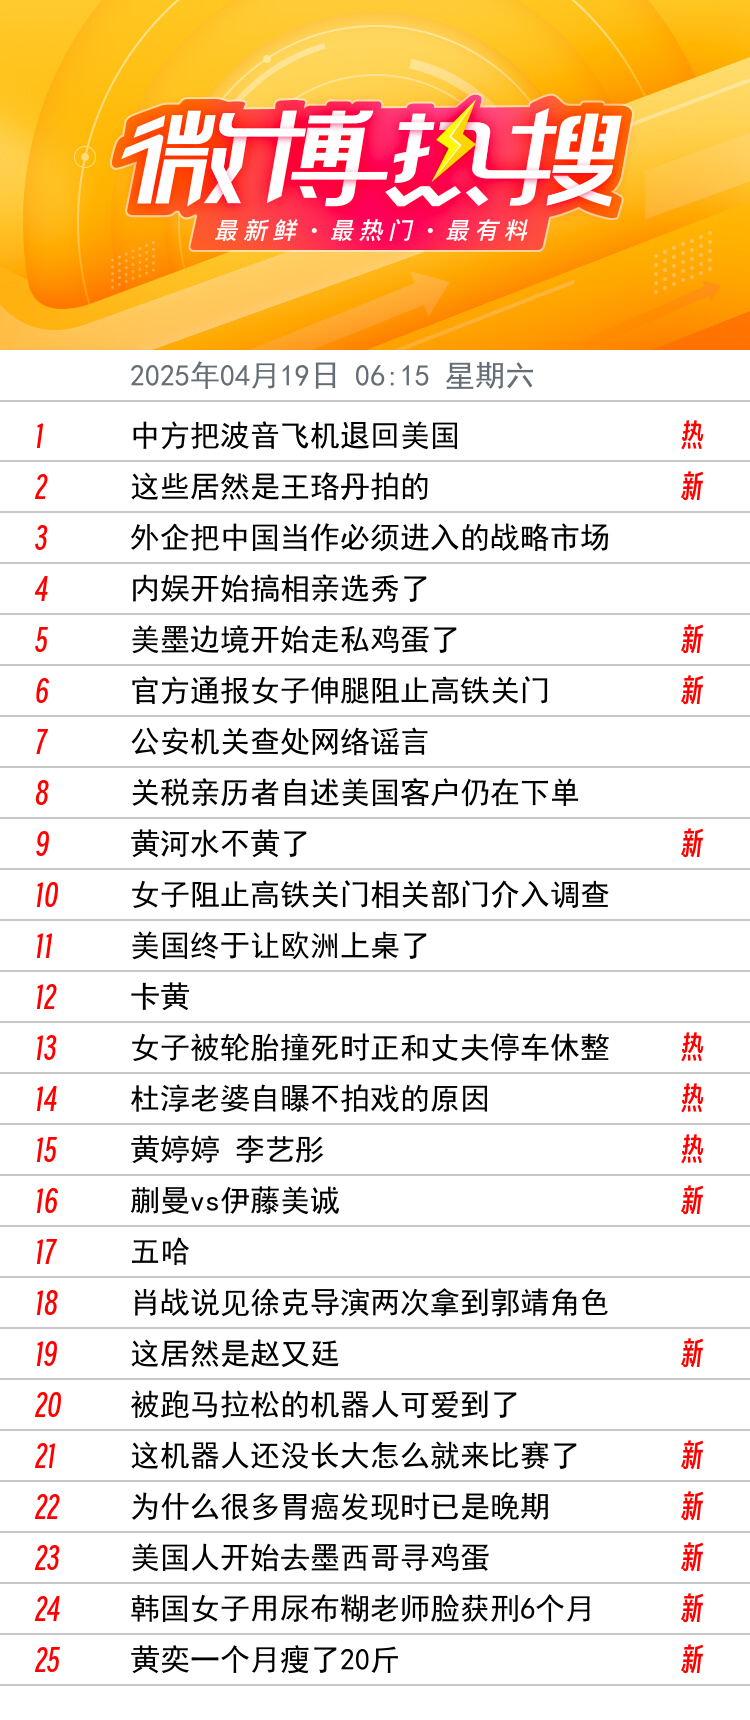 微博热搜
最新鲜·最热门·最有料
2025年04月19日 06:15 星期六
1 中方把波音飞机退回美国 热
2 这些居然是王珞丹拍的 新
3 外企把中国当作必须进入的战略市场
4 内娱开始搞相亲选秀了
5 美墨边境开始走私鸡蛋了 新
6 官方通报女子伸腿阻止高铁关门 新
7 公安机关查处网络谣言
8 关税亲历者自述美国客户仍在下单
9 黄河水不黄了 新
10 女子阻止高铁关门相关部门介入调查
11 美国终于让欧洲上桌了
12 卡黄
13 女子被轮胎撞死时正和丈夫停车休整 热
14 杜淳老婆自曝不拍戏的原因 热
15 黄婷婷 李艺彤 热
16 蒯曼vs伊藤美诚 新
17 五哈
18 肖战说见徐克导演两次拿到郭靖角色
19 这居然是赵又廷 新
20 被跑马拉松的机器人可爱到了
21 这机器人还没长大怎么就来比赛了 新
22 为什么很多胃癌发现时已是晚期 新
23 美国人开始去墨西哥寻鸡蛋 新
24 韩国女子用尿布糊老师脸获刑6个月 新
25 黄奕一个月瘦了20斤 新